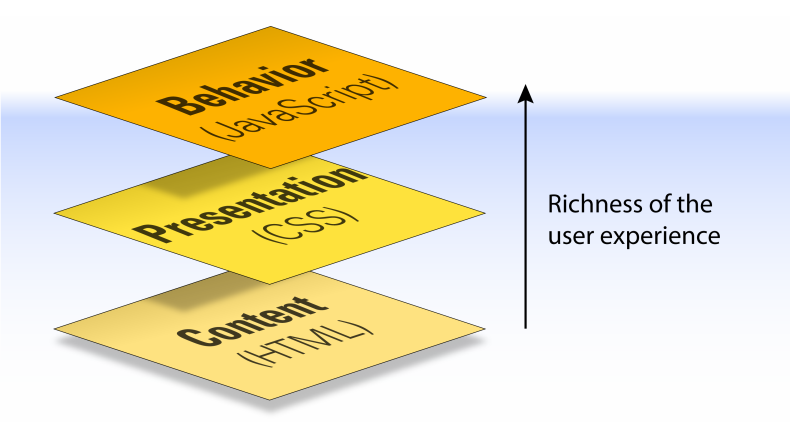 Behavior
(JavaScript)
Presentation
(CSS)
Content
(HTML)
Richness of the
user experience